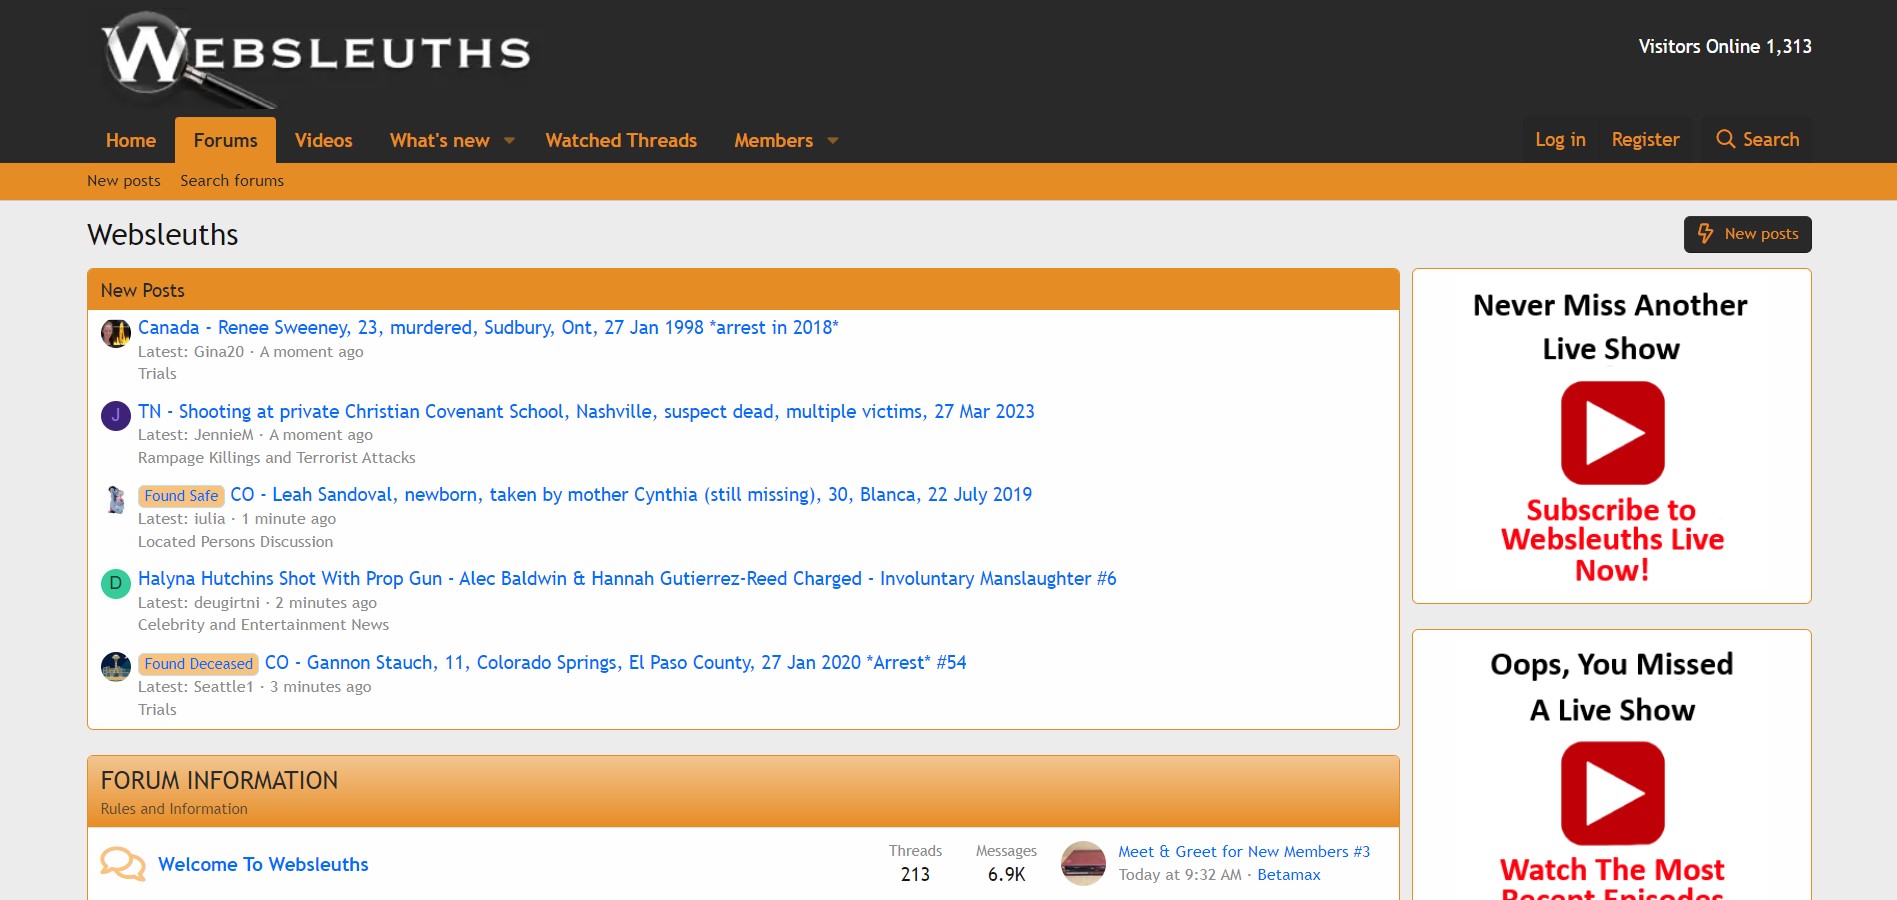 WEBSLEUTHS
Visitors Online 1,313
Home Forums Videos What's new Watched Threads Members Log in Register Search
New posts Search forums
Websleuths
New posts
New Posts
Canada - Renee Sweeney, 23, murdered, Sudbury, Ont, 27 Jan 1998 *arrest in 2018*
Latest: Gina20 · A moment ago
Trials
J
TN - Shooting at private Christian Covenant School, Nashville, suspect dead, multiple victims, 27 Mar 2023
Latest: JennieM · A moment ago
Rampage Killings and Terrorist Attacks
Found Safe CO - Leah Sandoval, newborn, taken by mother Cynthia (still missing), 30, Blanca, 22 July 2019
Latest: iulia · 1 minute ago
Located Persons Discussion
D
Halyna Hutchins Shot With Prop Gun - Alec Baldwin & Hannah Gutierrez-Reed Charged - Involuntary Manslaughter #6
Latest: deugirtni · 2 minutes ago
Celebrity and Entertainment News
Found Deceased CO - Gannon Stauch, 11, Colorado Springs, El Paso County, 27 Jan 2020 *Arrest* #54
Latest: Seattle1 · 3 minutes ago
Trials
FORUM INFORMATION
Rules and Information
Welcome To Websleuths
Threads
213
Messages
6.9K
Meet & Greet for New Members #3
Today at 9:32 AM · Betamax
Never Miss Another
Live Show
Subscribe to
Websleuths Live
Now!
Oops, You Missed
A Live Show
Watch The Most
Recent Episodes